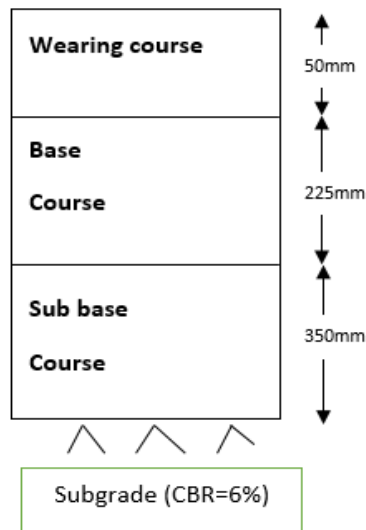 Wearing course
50mm
Base
Course
225mm
Sub base
Course
350mm
Subgrade (CBR=6%)